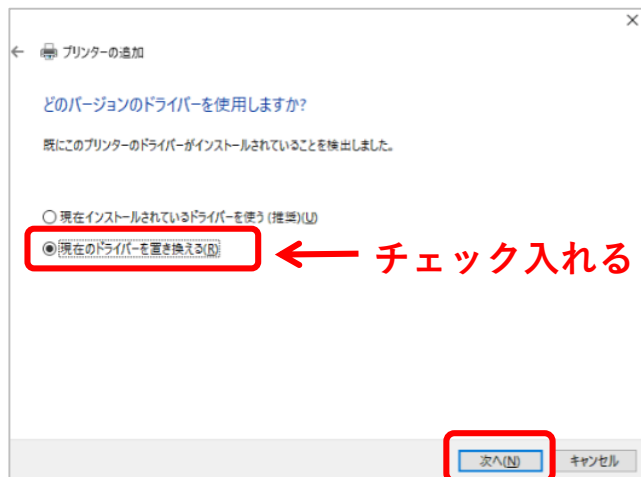 プリンターの追加
どのバージョンのドライバーを使用しますか?
既にこのプリンターのドライバーがインストールされていることを検出しました。
現在インストールされているドライバーを使う (推奨)(U)
現在のドライバーを置き換える(R)
チェック入れる
次へ(N) キャンセル